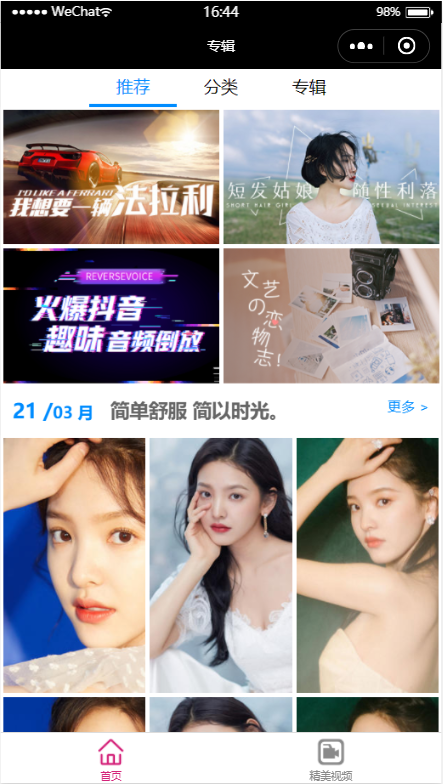 WeChat 16:44 98%
专辑
推荐 分类 专辑
I'D LIKE A FERRARI
我想要一辆法拉利
短发姑娘 随性利落
SHORT HAIR GIRL
REVERSEVOICE
火爆抖音
趣味音频倒放
文艺の恋物志!
21 /03 月 简单舒服 简以时光。 更多 >
首页 精美视频